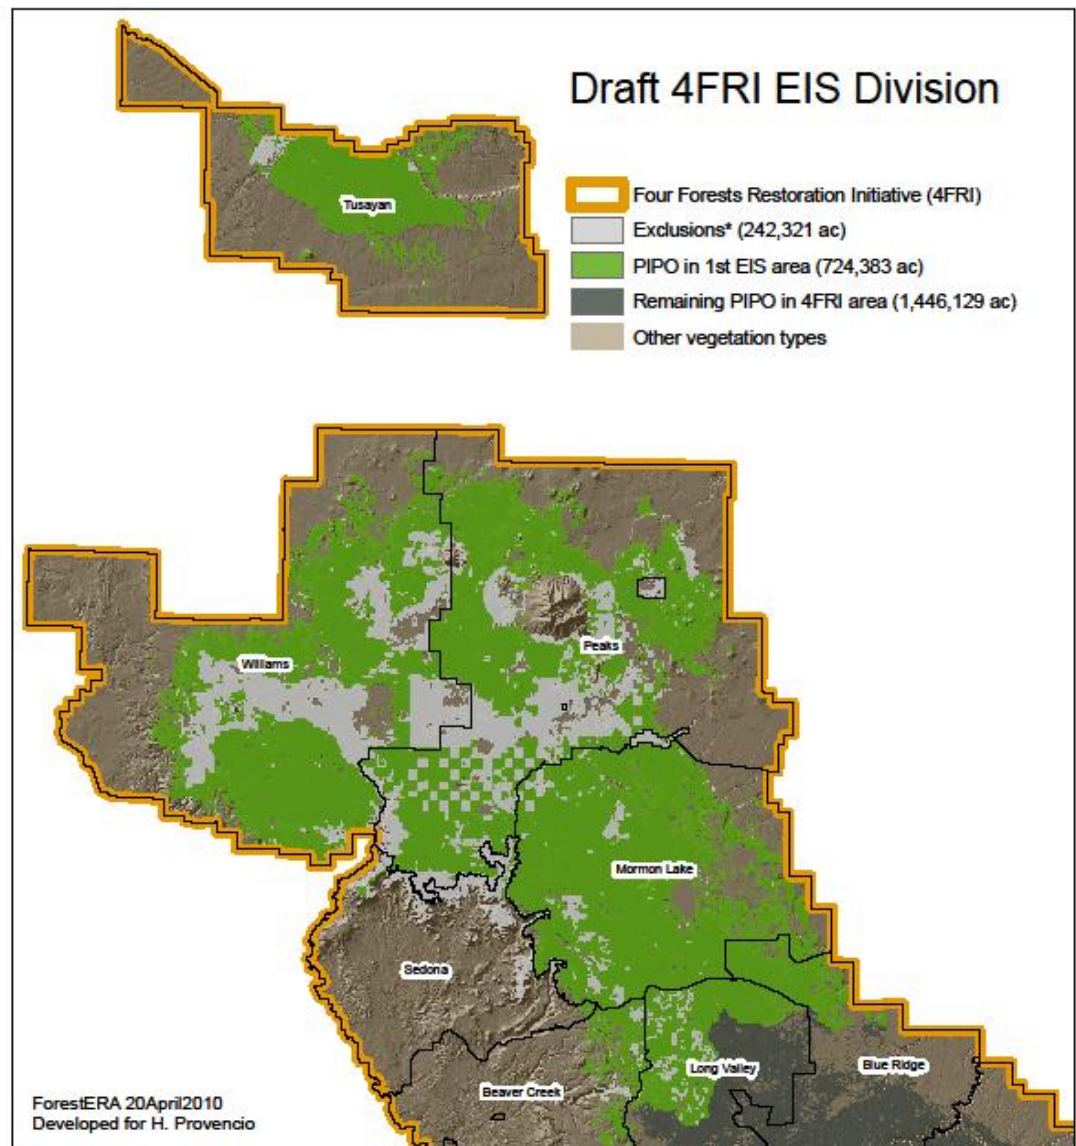 Draft 4FRI EIS Division
Four Forests Restoration Initiative (4FRI)
Exclusions* (242,321 ac)
PIPO in 1st EIS area (724,383 ac)
Remaining PIPO in 4FRI area (1,446,129 ac)
Other vegetation types
Tusayan
Williams
Peaks
Mormon Lake
Sedona
Long Valley
Blue Ridge
Beaver Creek
ForestERA 20April2010
Developed for H. Provencio